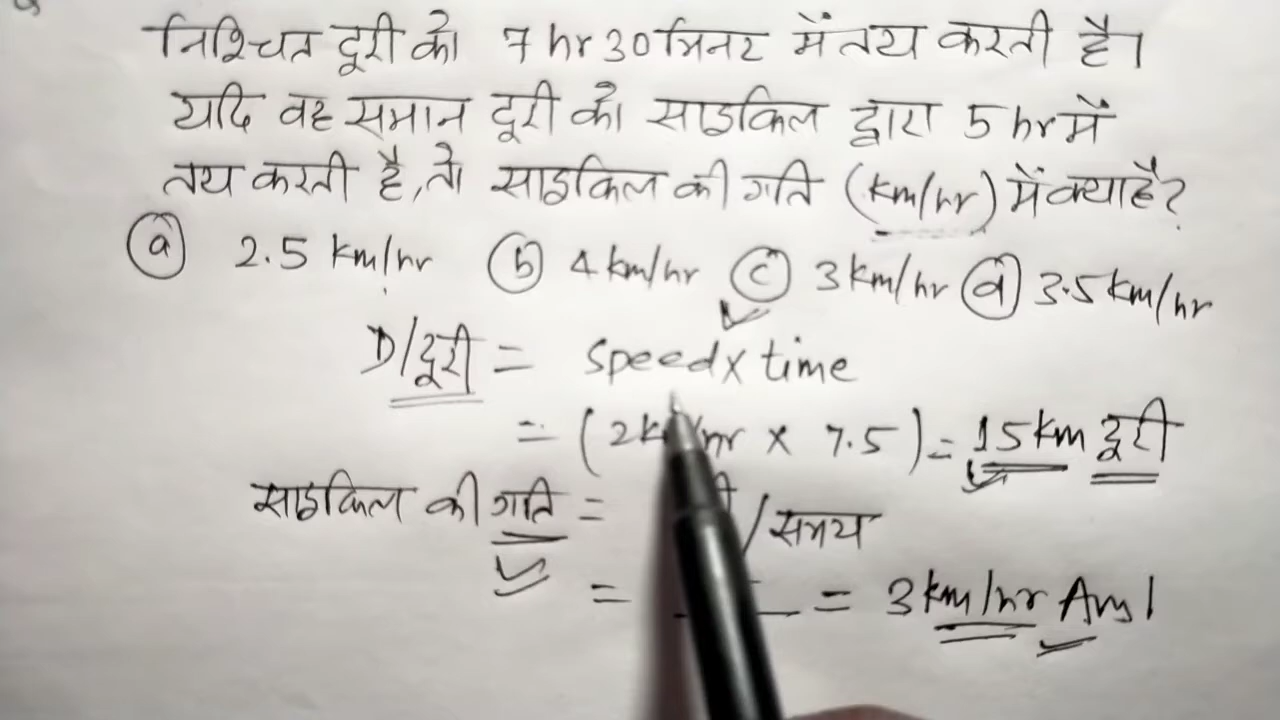 निश्चित दूरी को 7 hr 30 मिनट में तय करती है।
यदि वह समान दूरी को साइकिल द्वारा 5 hr में
तय करती है, तो साइकिल की गति (km/hr) में क्या है?
(a) 2.5 km/hr (b) 4 km/hr (c) 3 km/hr (d) 3.5 km/hr
D/दूरी = speed x time
= (2 km/hr x 7.5) = 15 km दूरी
साइकिल की गति = /समय
= = 3 km/hr Ans।